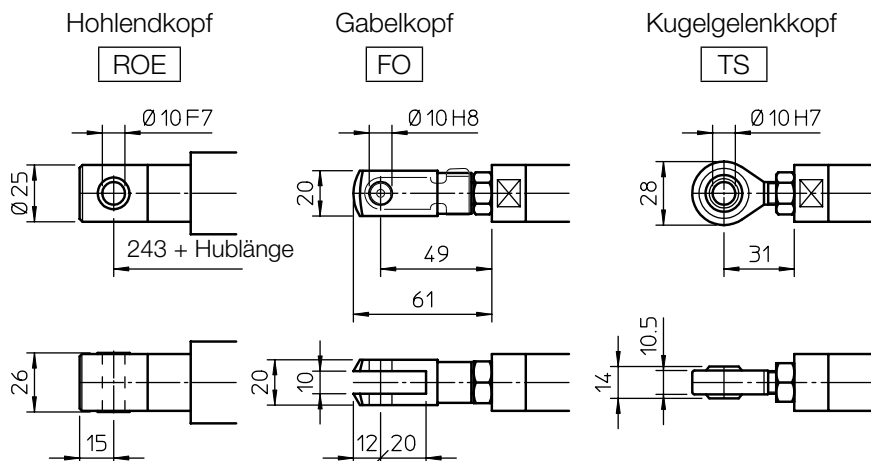 Hohlendkopf Gabelkopf Kugelgelenkkopf
ROE FO TS
Ø 10 F7 Ø 10 H8 Ø 10 H7
Ø 25 20 28
243 + Hublänge 49 31
61
26 20 10 14 10.5
15 12 20